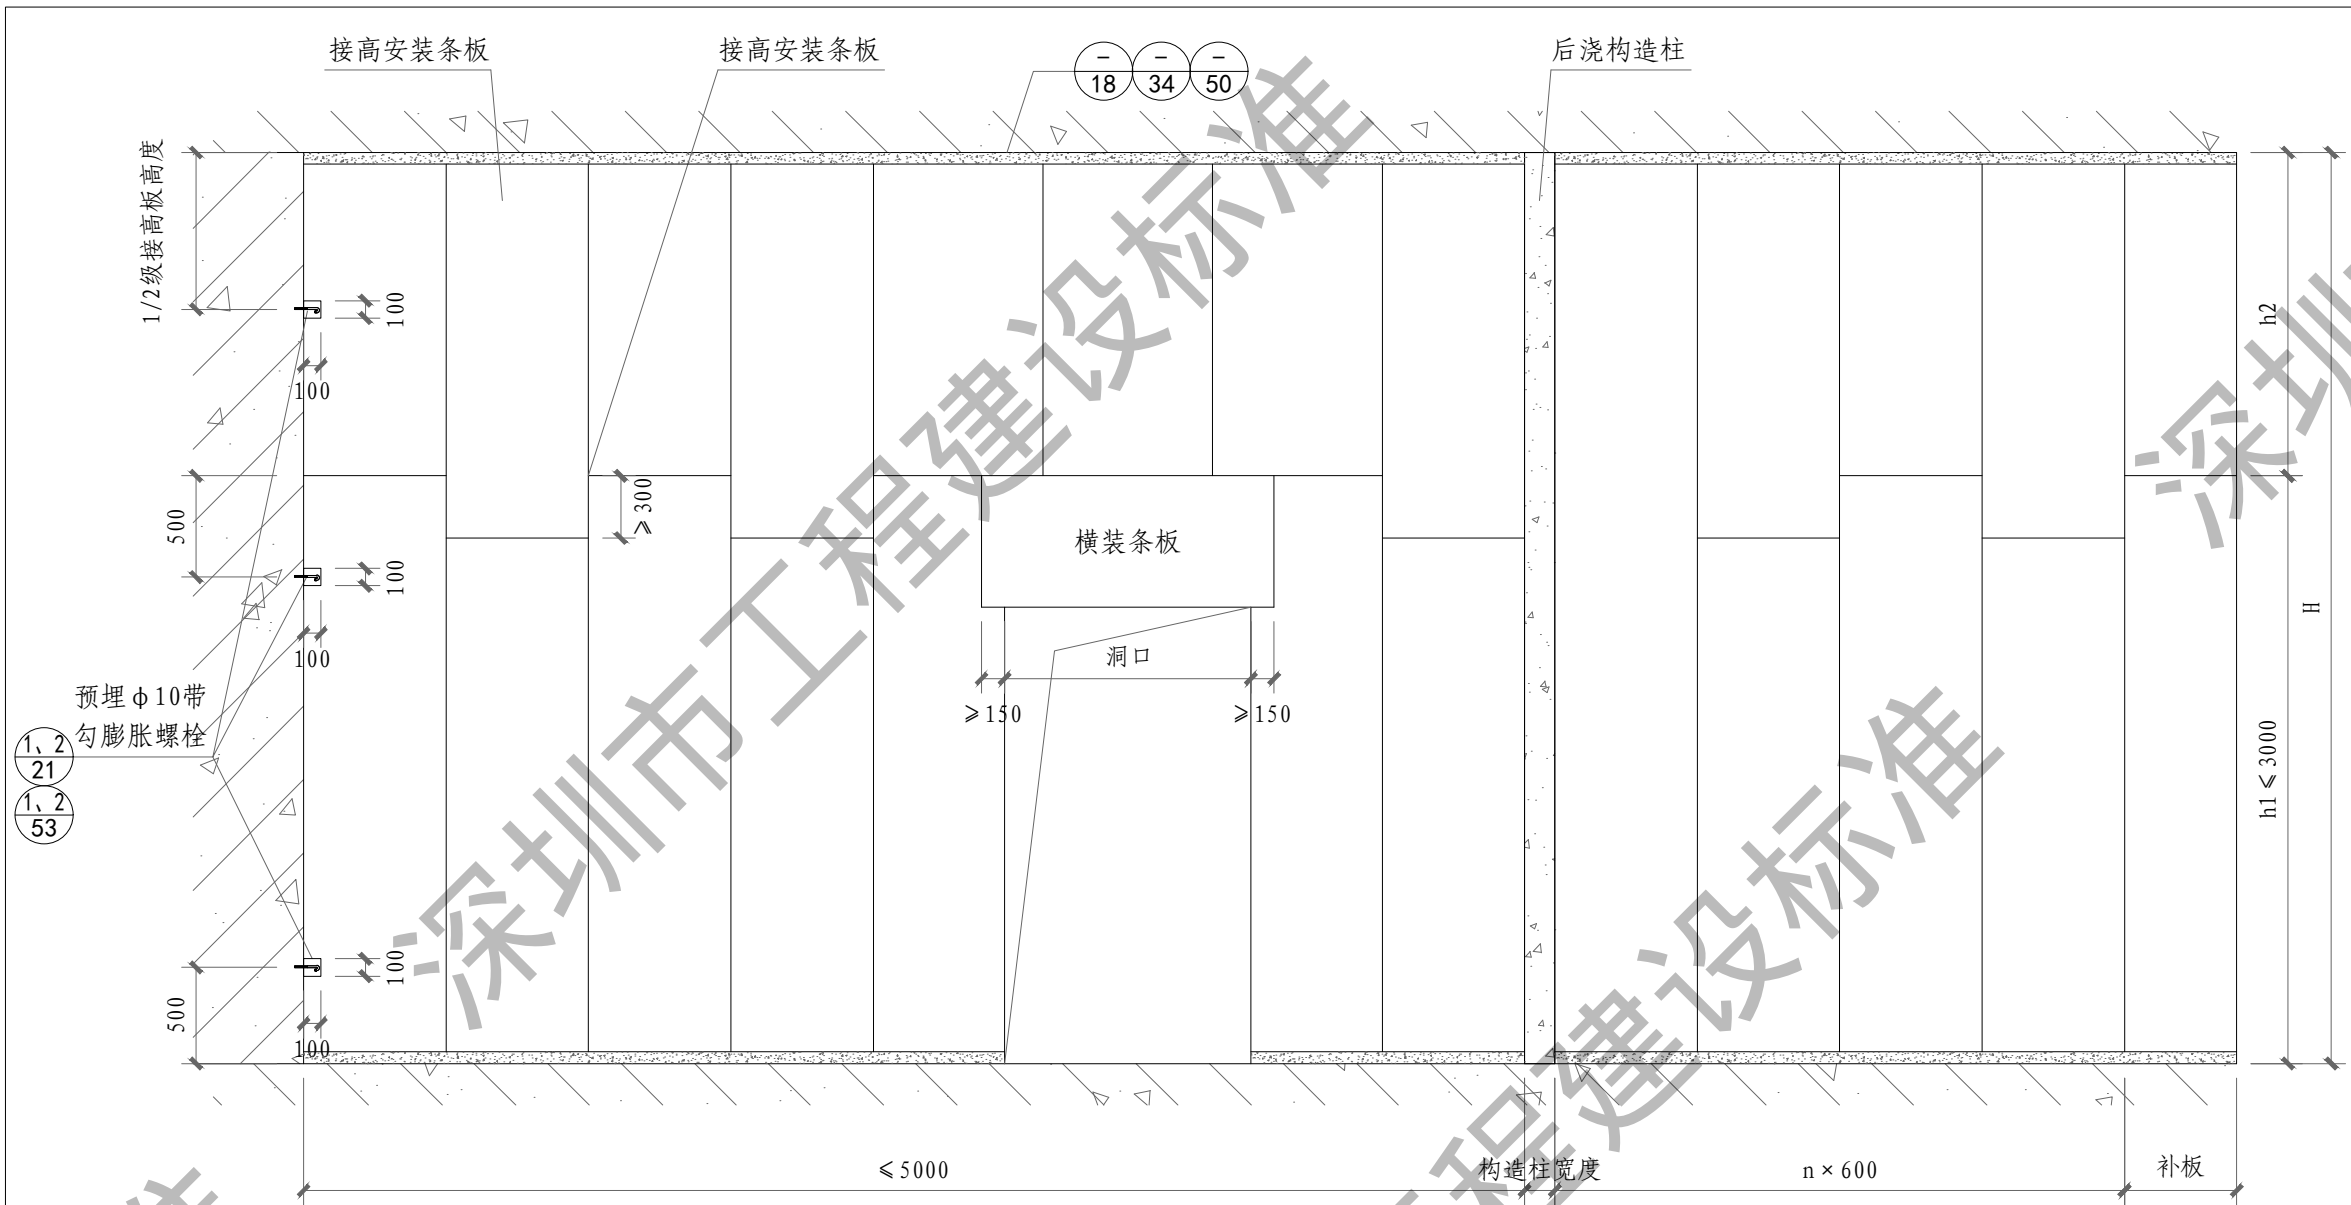 接高安装条板
接高安装条板
-
18
-
34
-
50
后浇构造柱
1/2级接高板高度
100
100
h2
500
≥300
横装条板
100
100
H
洞口
≥150
≥150
预埋φ10带
勾膨胀螺栓
1、2
21
1、2
53
h1≤3000
500
100
100
≤5000
构造柱宽度
n×600
补板
深圳市工程建设标准
深圳
程建设标准
准